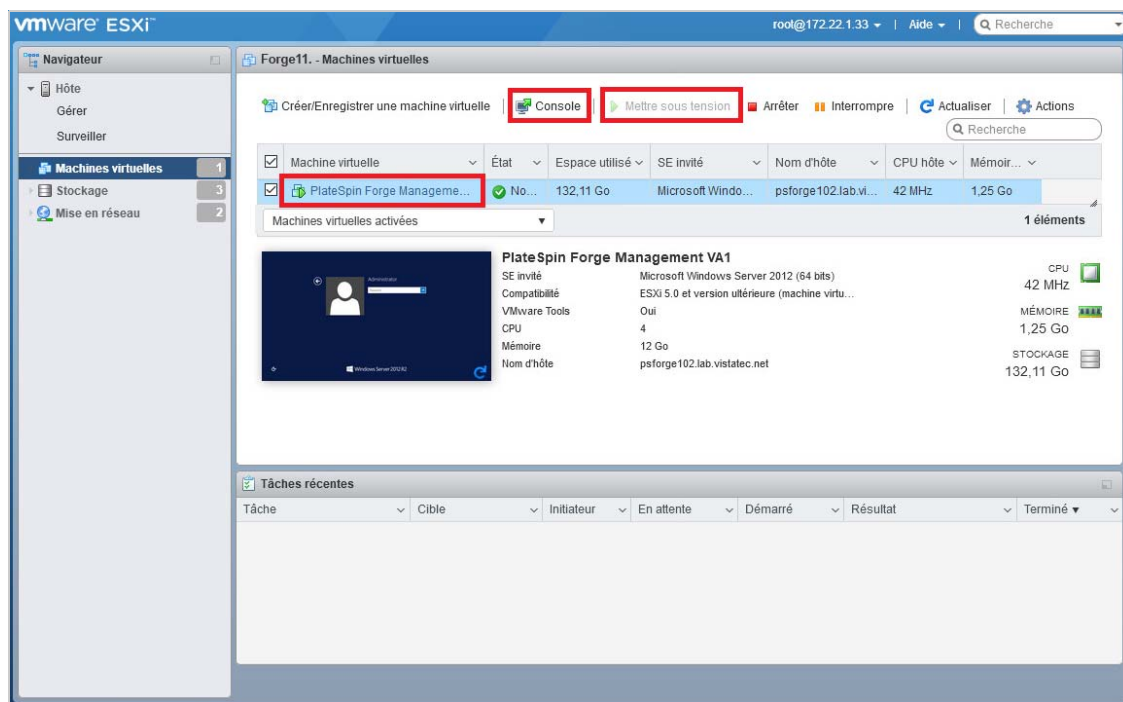 vmware ESXi™
root@172.22.1.33 | Aide | Recherche
Navigateur
Hôte
Gérer
Surveiller
Machines virtuelles 1
Stockage 3
Mise en réseau 2
Forge11. - Machines virtuelles
Créer/Enregistrer une machine virtuelle | Console | Mettre sous tension Arrêter Interrompre | Actualiser | Actions
Recherche
Machine virtuelle État Espace utilisé SE invité Nom d'hôte CPU hôte Mémoir...
PlateSpin Forge Manageme... No... 132,11 Go Microsoft Windo... psforge102.lab.vi... 42 MHz 1,25 Go
Machines virtuelles activées 1 éléments
PlateSpin Forge Management VA1
SE invité Microsoft Windows Server 2012 (64 bits)
Compatibilité ESXi 5.0 et version ultérieure (machine virtu...
VMware Tools Oui
CPU 4
Mémoire 12 Go
Nom d'hôte psforge102.lab.vistatec.net
CPU
42 MHz
MÉMOIRE
1,25 Go
STOCKAGE
132,11 Go
Administrator
Windows Server 2012 R2
Tâches récentes
Tâche Cible Initiateur En attente Démarré Résultat Terminé